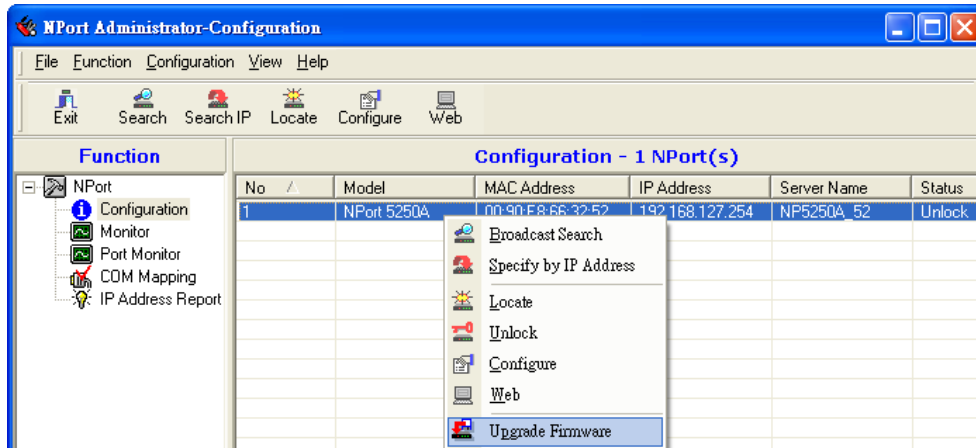 NPort Administrator-Configuration
File Function Configuration View Help
Exit Search Search IP Locate Configure Web
Function
Configuration - 1 NPort(s)
NPort
Configuration
Monitor
Port Monitor
COM Mapping
IP Address Report
No Model MAC Address IP Address Server Name Status
1 NPort 5250A 00:90:E8:66:32:52 192.168.127.254 NP5250A_52 Unlock
Broadcast Search
Specify by IP Address
Locate
Unlock
Configure
Web
Upgrade Firmware